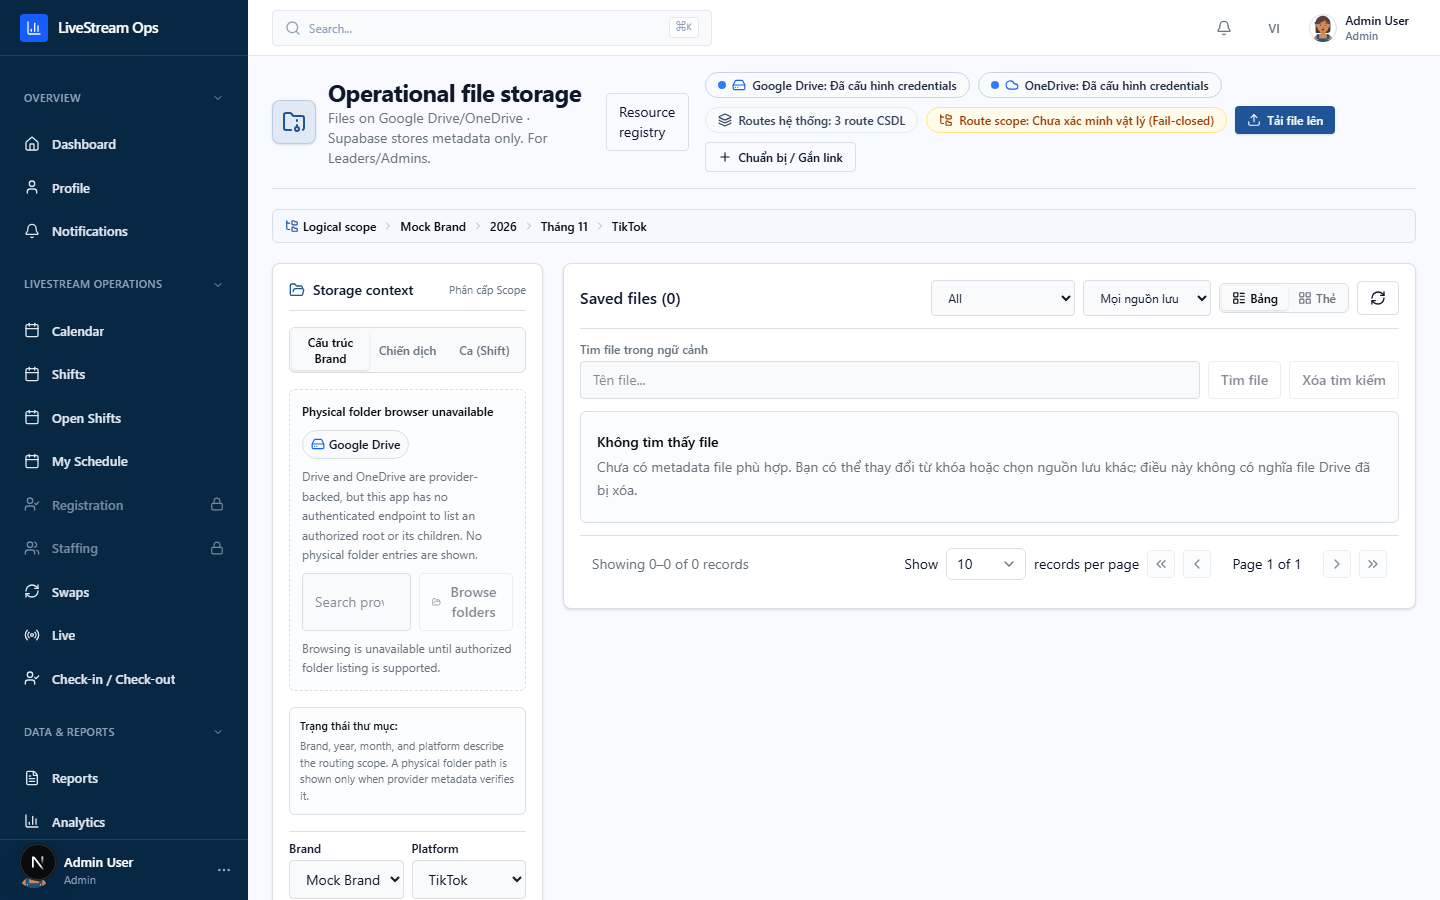 LiveStream Ops
Search...
⌘K
VI
Admin User
Admin
OVERVIEW
Dashboard
Profile
Notifications
LIVESTREAM OPERATIONS
Calendar
Shifts
Open Shifts
My Schedule
Registration
Staffing
Swaps
Live
Check-in / Check-out
DATA & REPORTS
Reports
Analytics
N
Admin User
Admin
Operational file storage
Files on Google Drive/OneDrive ·
Supabase stores metadata only. For
Leaders/Admins.
Resource
registry
Google Drive: Đã cấu hình credentials
OneDrive: Đã cấu hình credentials
Routes hệ thống: 3 route CSDL
Route scope: Chưa xác minh vật lý (Fail-closed)
Tải file lên
Chuẩn bị / Gắn link
Logical scope
Mock Brand
2026
Tháng 11
TikTok
Storage context
Phân cấp Scope
Cấu trúc
Brand
Chiến dịch
Ca (Shift)
Physical folder browser unavailable
Google Drive
Drive and OneDrive are provider-
backed, but this app has no
authenticated endpoint to list an
authorized root or its children. No
physical folder entries are shown.
Search prov
Browse
folders
Browsing is unavailable until authorized
folder listing is supported.
Trạng thái thư mục:
Brand, year, month, and platform describe
the routing scope. A physical folder path is
shown only when provider metadata verifies
it.
Brand
Platform
Mock Brand
TikTok
Saved files (0)
All
Mọi nguồn lưu
Bảng
Thẻ
Tìm file trong ngữ cảnh
Tên file...
Tìm file
Xóa tìm kiếm
Không tìm thấy file
Chưa có metadata file phù hợp. Bạn có thể thay đổi từ khóa hoặc chọn nguồn lưu khác; điều này không có nghĩa file Drive đã
bị xóa.
Showing 0–0 of 0 records
Show
10
records per page
Page 1 of 1